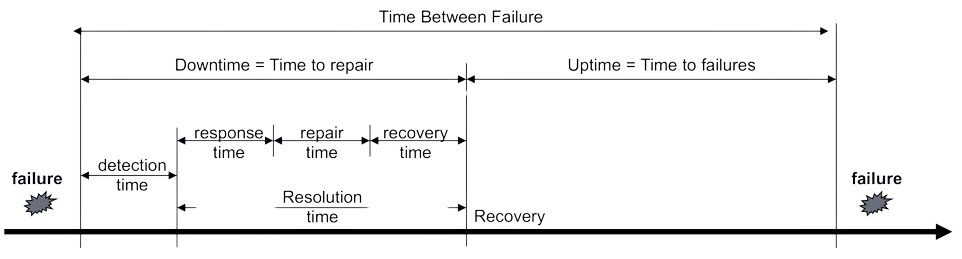 Time Between Failure
Downtime = Time to repair
Uptime = Time to failures
response time
repair time
recovery time
detection time
failure
failure
Resolution time
Recovery